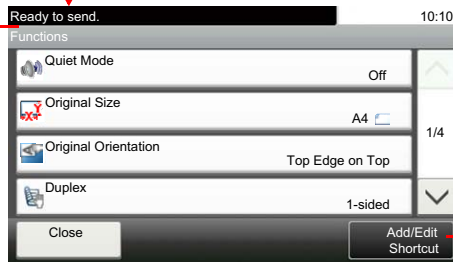 Ready to send. 10:10
Functions
Quiet Mode
Off
Original Size
A4
1/4
Original Orientation
Top Edge on Top
Duplex
1-sided
Close
Add/Edit
Shortcut